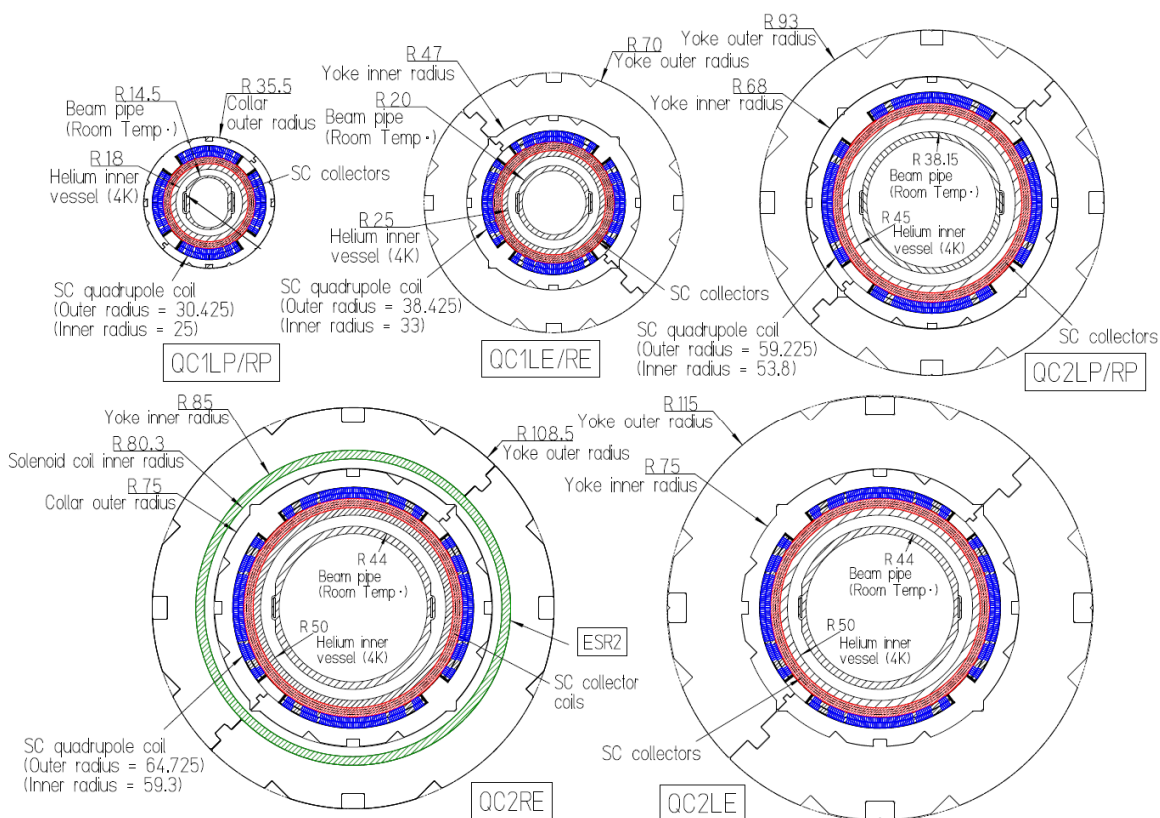 R 14.5
Beam pipe
(Room Temp.)
R 35.5
Collar
outer radius
R 18
Helium inner
vessel (4K)
SC collectors
SC quadrupole coil
(Outer radius = 30.425)
(Inner radius = 25)
QC1LP/RP
R 47
Yoke inner radius
R 70
Yoke outer radius
R 20
Beam pipe
(Room Temp.)
R 25
Helium inner
vessel (4K)
SC collectors
SC quadrupole coil
(Outer radius = 38.425)
(Inner radius = 33)
QC1LE/RE
R 93
Yoke outer radius
R 68
Yoke inner radius
R 38.15
Beam pipe
(Room Temp.)
R 45
Helium inner
vessel (4K)
SC quadrupole coil
(Outer radius = 59.225)
(Inner radius = 53.8)
SC collectors
QC2LP/RP
R 85
Yoke inner radius
R 80.3
Solenoid coil inner radius
R 75
Collar outer radius
R 108.5
Yoke outer radius
R 44
Beam pipe
(Room Temp.)
R 50
Helium inner
vessel (4K)
ESR2
SC collector
coils
SC quadrupole coil
(Outer radius = 64.725)
(Inner radius = 59.3)
QC2RE
R 115
Yoke outer radius
R 75
Yoke inner radius
R 44
Beam pipe
(Room Temp.)
R 50
Helium inner
vessel (4K)
SC collectors
QC2LE